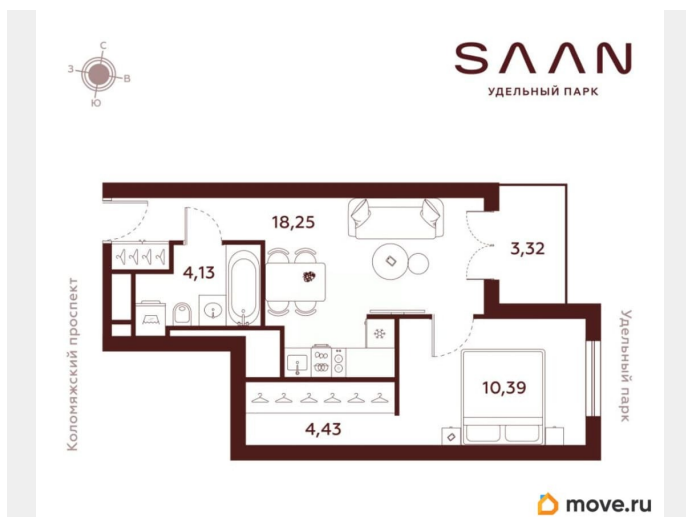 С
З
В
Ю
SAAN
УДЕЛЬНЫЙ ПАРК
18,25
3,32
4,13
10,39
4,43
Коломяжский проспект
Удельный парк
move.ru